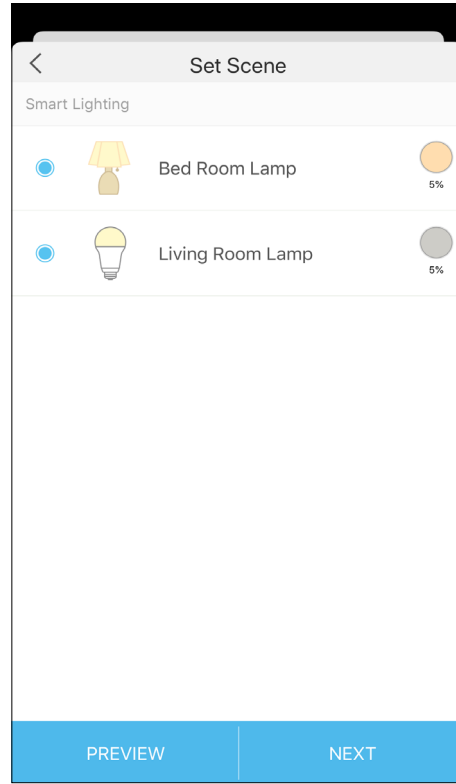 Set Scene
Smart Lighting
Bed Room Lamp
5%
Living Room Lamp
5%
PREVIEW
NEXT